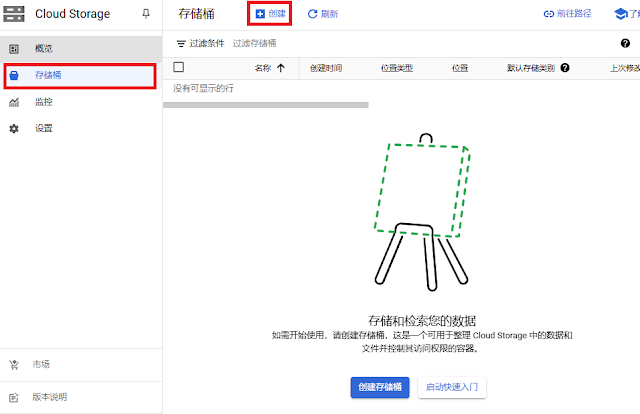 Cloud Storage
概览
存储桶
监控
设置
市场
版本说明
存储桶
创建
刷新
前往路径
了解
过滤条件 过滤存储桶
名称 创建时间 位置类型 位置 默认存储类别 上次修改
没有可显示的行
存储和检索您的数据
如需开始使用，请创建存储桶，这是一个可用于整理 Cloud Storage 中的数据和
文件并控制其访问权限的容器。
创建存储桶
启动快速入门